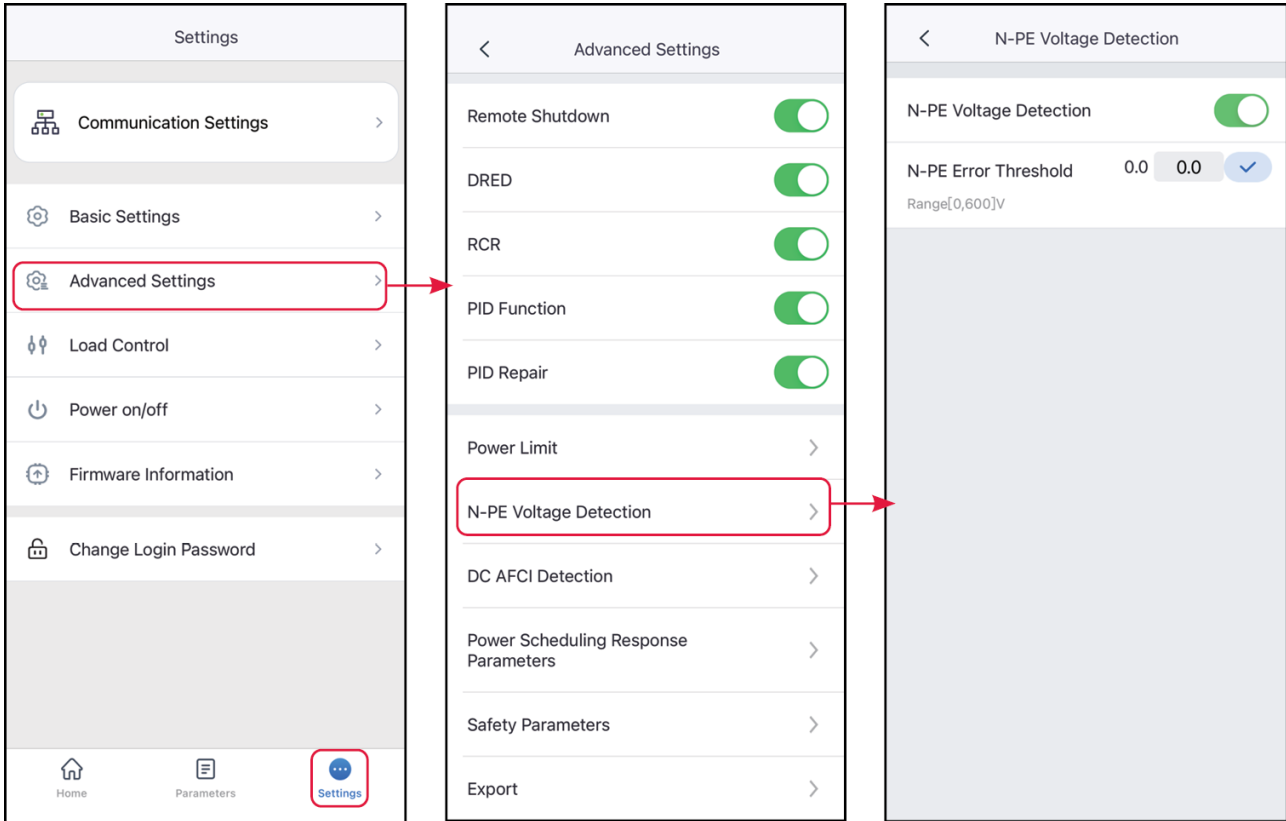 Settings
Communication Settings
Basic Settings
Advanced Settings
Load Control
Power on/off
Firmware Information
Change Login Password
Home
Parameters
Settings
Advanced Settings
Remote Shutdown
DRED
RCR
PID Function
PID Repair
Power Limit
N-PE Voltage Detection
DC AFCI Detection
Power Scheduling Response
Parameters
Safety Parameters
Export
N-PE Voltage Detection
N-PE Voltage Detection
N-PE Error Threshold 0.0 0.0
Range[0,600]V